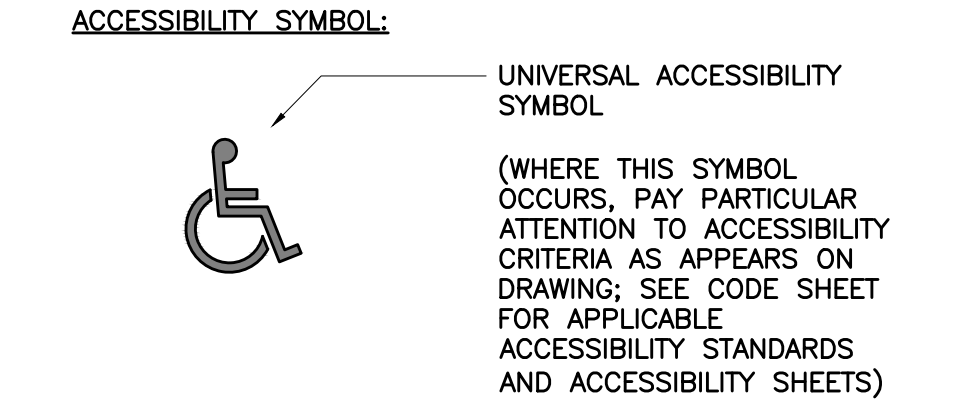 ACCESSIBILITY SYMBOL:
UNIVERSAL ACCESSIBILITY
SYMBOL
(WHERE THIS SYMBOL
OCCURS, PAY PARTICULAR
ATTENTION TO ACCESSIBILITY
CRITERIA AS APPEARS ON
DRAWING; SEE CODE SHEET
FOR APPLICABLE
ACCESSIBILITY STANDARDS
AND ACCESSIBILITY SHEETS)